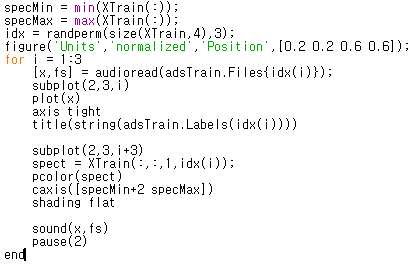 specMin = min(XTrain(:));
specMax = max(XTrain(:));
idx = randperm(size(XTrain,4),3);
figure('Units','normalized','Position',[0.2 0.2 0.6 0.6]);
for i = 1:3
    [x,fs] = audioread(adsTrain.Files{idx(i)});
    subplot(2,3,i)
    plot(x)
    axis tight
    title(string(adsTrain.Labels(idx(i))))

    subplot(2,3,i+3)
    spect = XTrain(:,:,1,idx(i));
    pcolor(spect)
    caxis([specMin+2 specMax])
    shading flat

    sound(x,fs)
    pause(2)
end